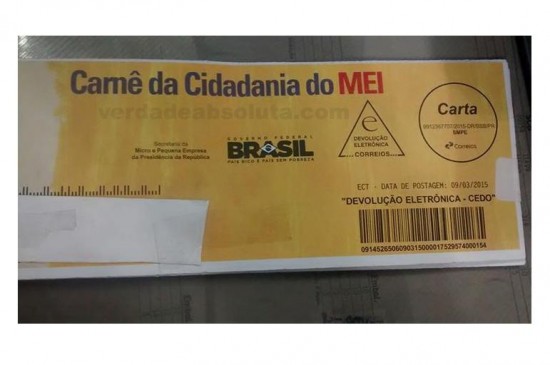 Carnê da Cidadania do MEI
verdadeabsoluta.com
Secretaria da
Micro e Pequena Empresa
da Presidência da República
GOVERNO FEDERAL
BRASIL
PAÍS RICO É PAÍS SEM POBREZA
e
DEVOLUÇÃO
ELETRÔNICA
CORREIOS
Carta
SMPE
Correios
ECT - DATA DE POSTAGEM: 09/03/2015
"DEVOLUÇÃO ELETRÔNICA - CEDO"